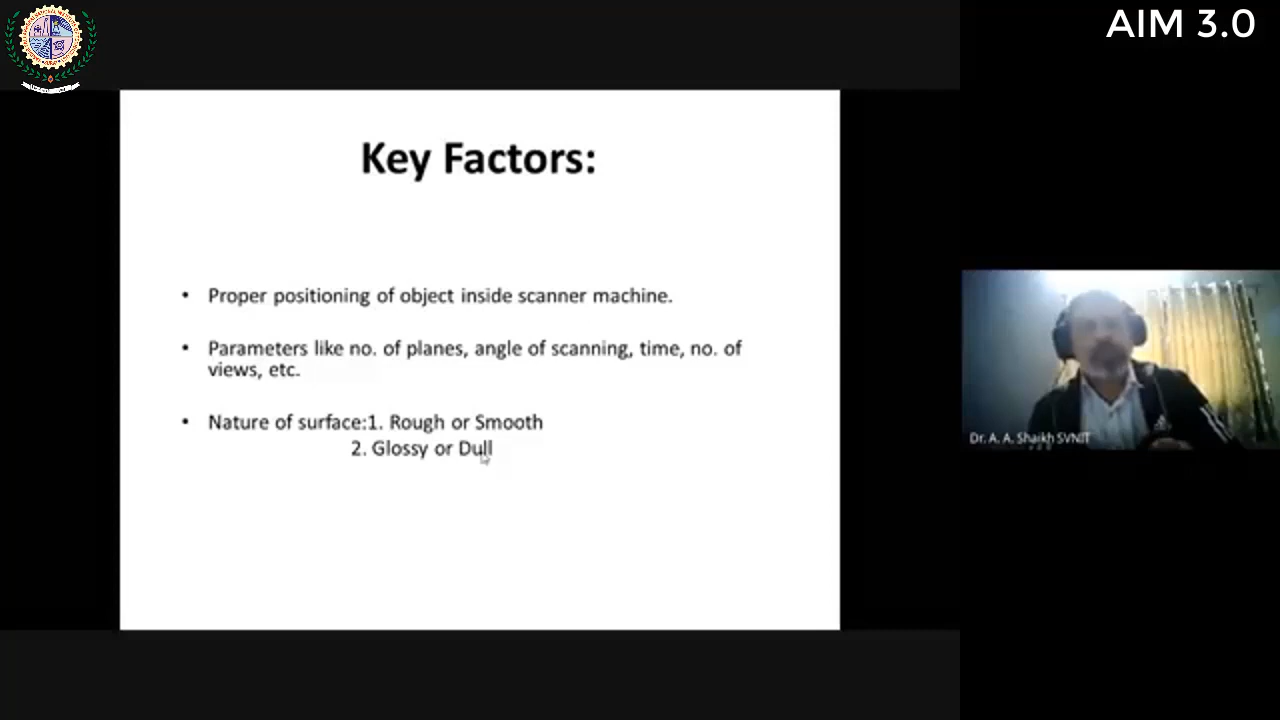 AIM 3.0
Key Factors:
• Proper positioning of object inside scanner machine.
• Parameters like no. of planes, angle of scanning, time, no. of
views, etc.
• Nature of surface:1. Rough or Smooth
2. Glossy or Dull
Dr. A. A. Shaikh SVNIT